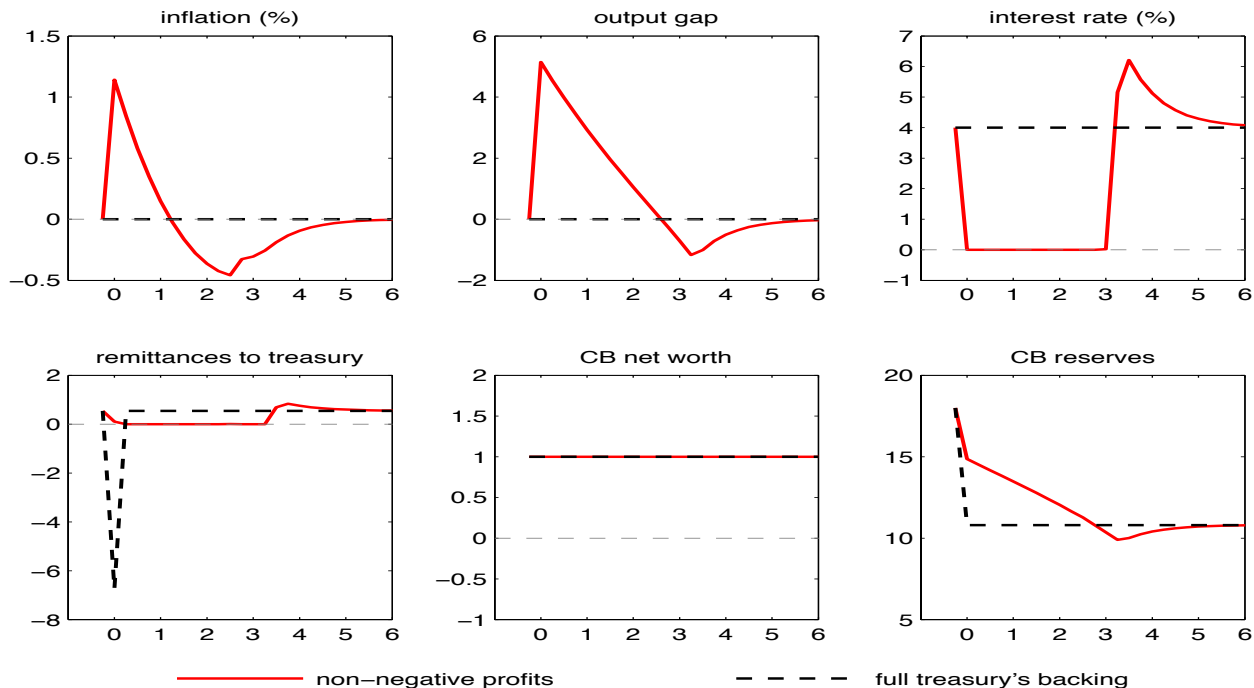 inflation (%)
output gap
interest rate (%)
1.5
1
0.5
0
−0.5
0 1 2 3 4 5 6
6
4
2
0
−2
0 1 2 3 4 5 6
7
6
5
4
3
2
1
0
−1
0 1 2 3 4 5 6
remittances to treasury
CB net worth
CB reserves
2
0
−2
−4
−6
−8
0 1 2 3 4 5 6
2
1.5
1
0.5
0
−0.5
−1
0 1 2 3 4 5 6
20
15
10
5
0 1 2 3 4 5 6
non−negative profits
full treasury's backing